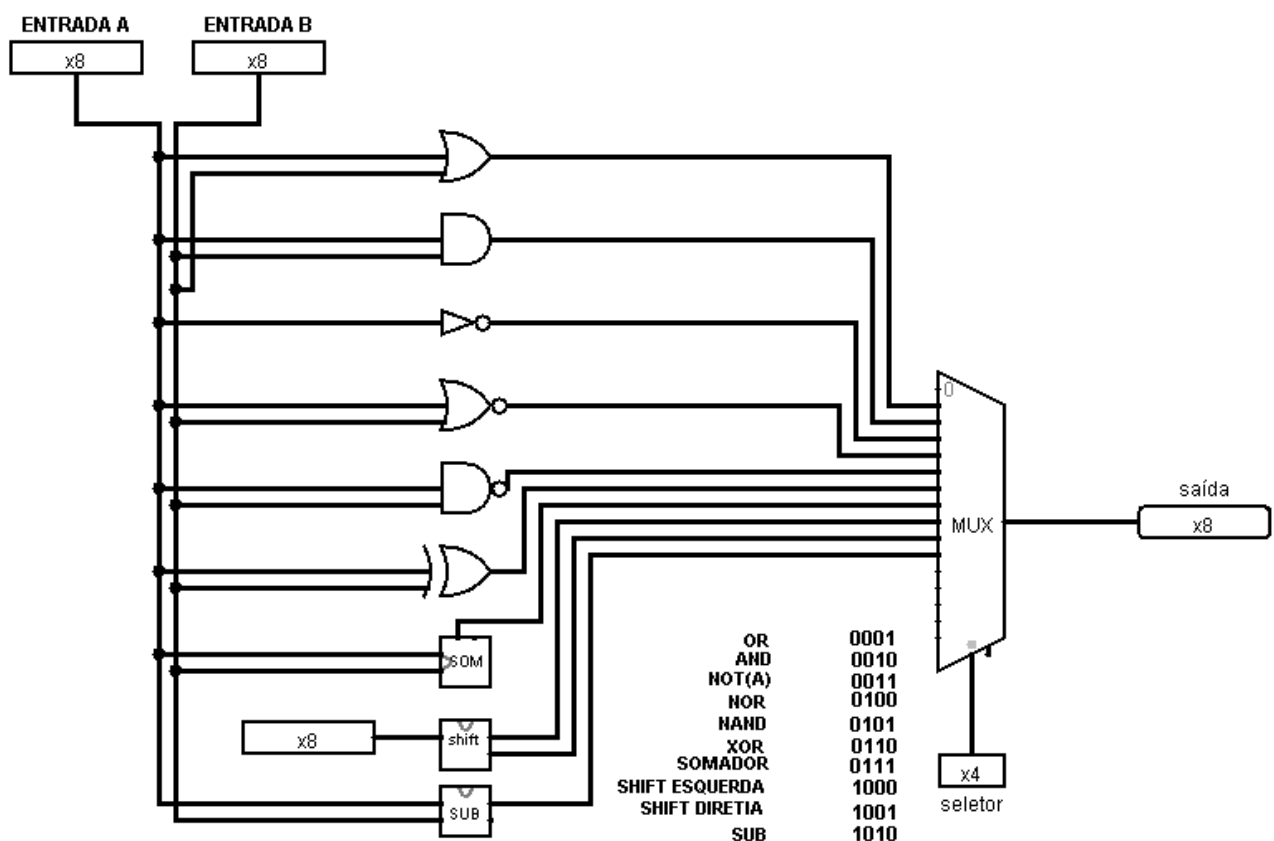 ENTRADA A
ENTRADA B
x8
x8
0
MUX
saída
x8
SOM
x8
shift
SUB
x4
seletor
OR 0001
AND 0010
NOT(A) 0011
NOR 0100
NAND 0101
XOR 0110
SOMADOR 0111
SHIFT ESQUERDA 1000
SHIFT DIRETIA 1001
SUB 1010